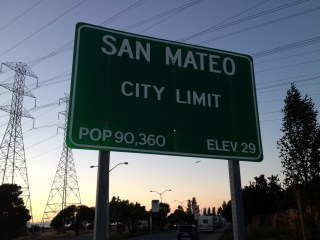 SAN MATEO
CITY LIMIT
POP 90,360 ELEV 29